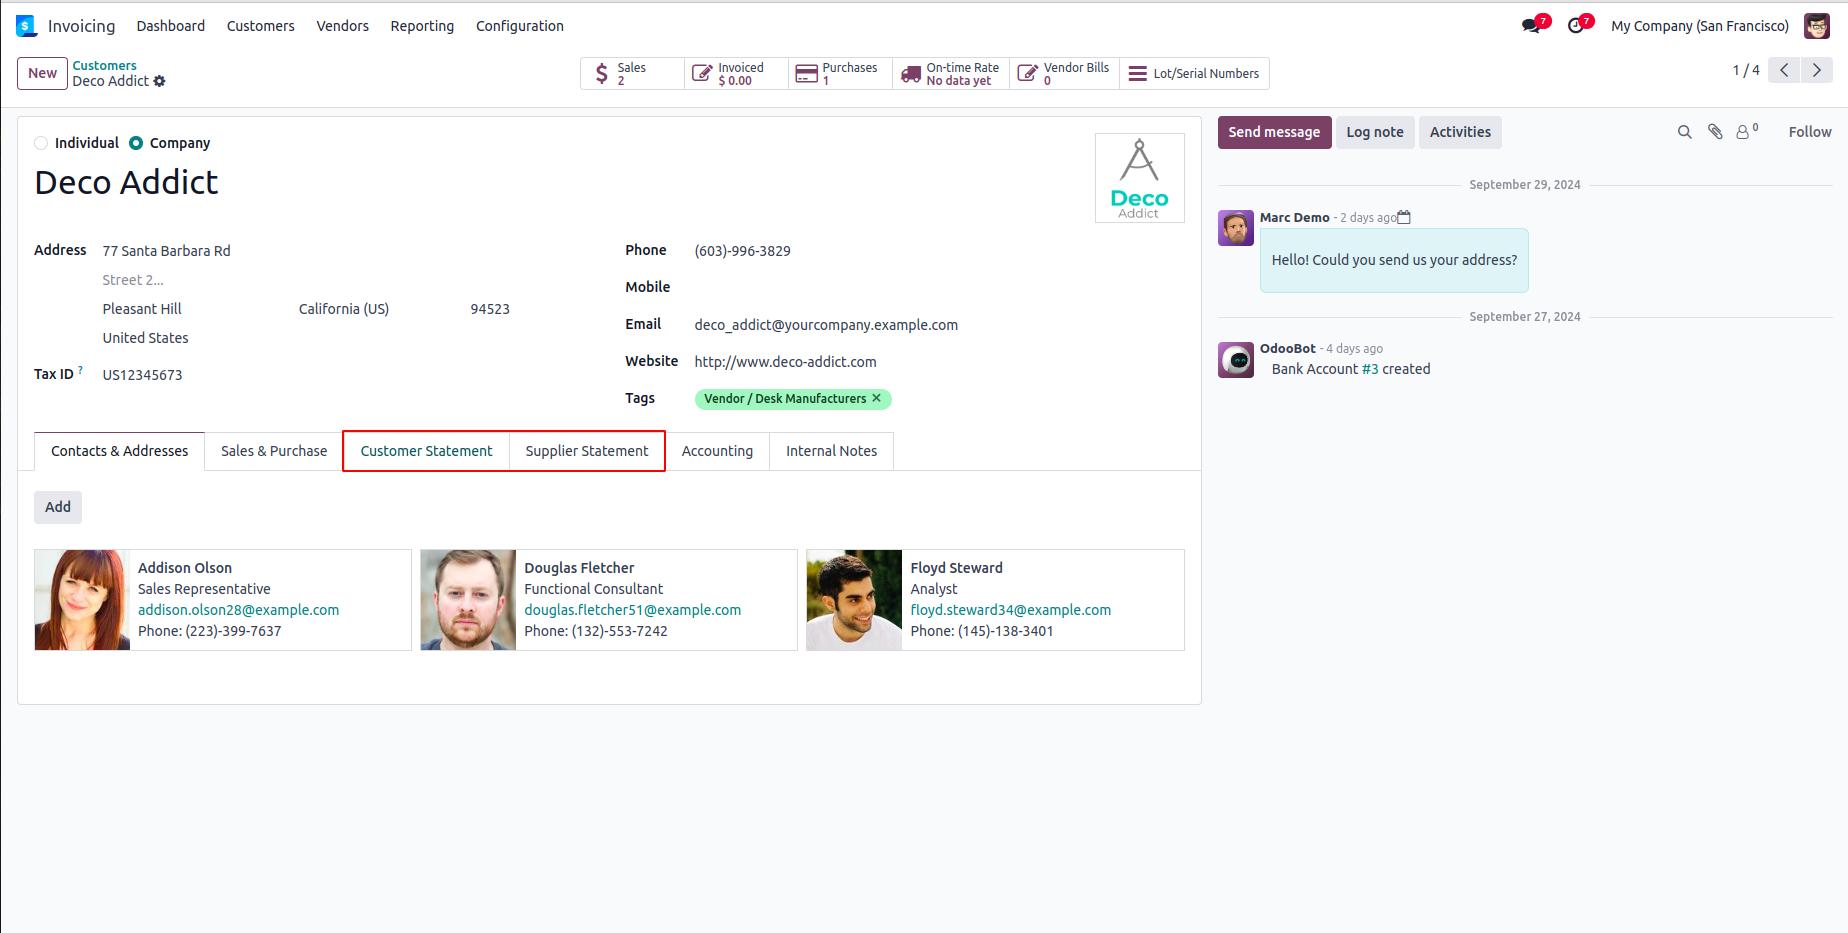 Invoicing Dashboard Customers Vendors Reporting Configuration 7 7 My Company (San Francisco)
New Customers
Deco Addict
Sales
2
Invoiced
$ 0.00
Purchases
1
On-time Rate
No data yet
Vendor Bills
0
Lot/Serial Numbers
1 / 4
Individual Company
Deco Addict
Deco
Addict
Address 77 Santa Barbara Rd
Street 2...
Pleasant Hill California (US) 94523
United States
Tax ID ? US12345673
Phone (603)-996-3829
Mobile
Email deco_addict@yourcompany.example.com
Website http://www.deco-addict.com
Tags Vendor / Desk Manufacturers ✕
Contacts & Addresses Sales & Purchase Customer Statement Supplier Statement Accounting Internal Notes
Add
Addison Olson
Sales Representative
addison.olson28@example.com
Phone: (223)-399-7637
Douglas Fletcher
Functional Consultant
douglas.fletcher51@example.com
Phone: (132)-553-7242
Floyd Steward
Analyst
floyd.steward34@example.com
Phone: (145)-138-3401
Send message Log note Activities 0 Follow
September 29, 2024
Marc Demo - 2 days ago
Hello! Could you send us your address?
September 27, 2024
OdooBot - 4 days ago
Bank Account #3 created